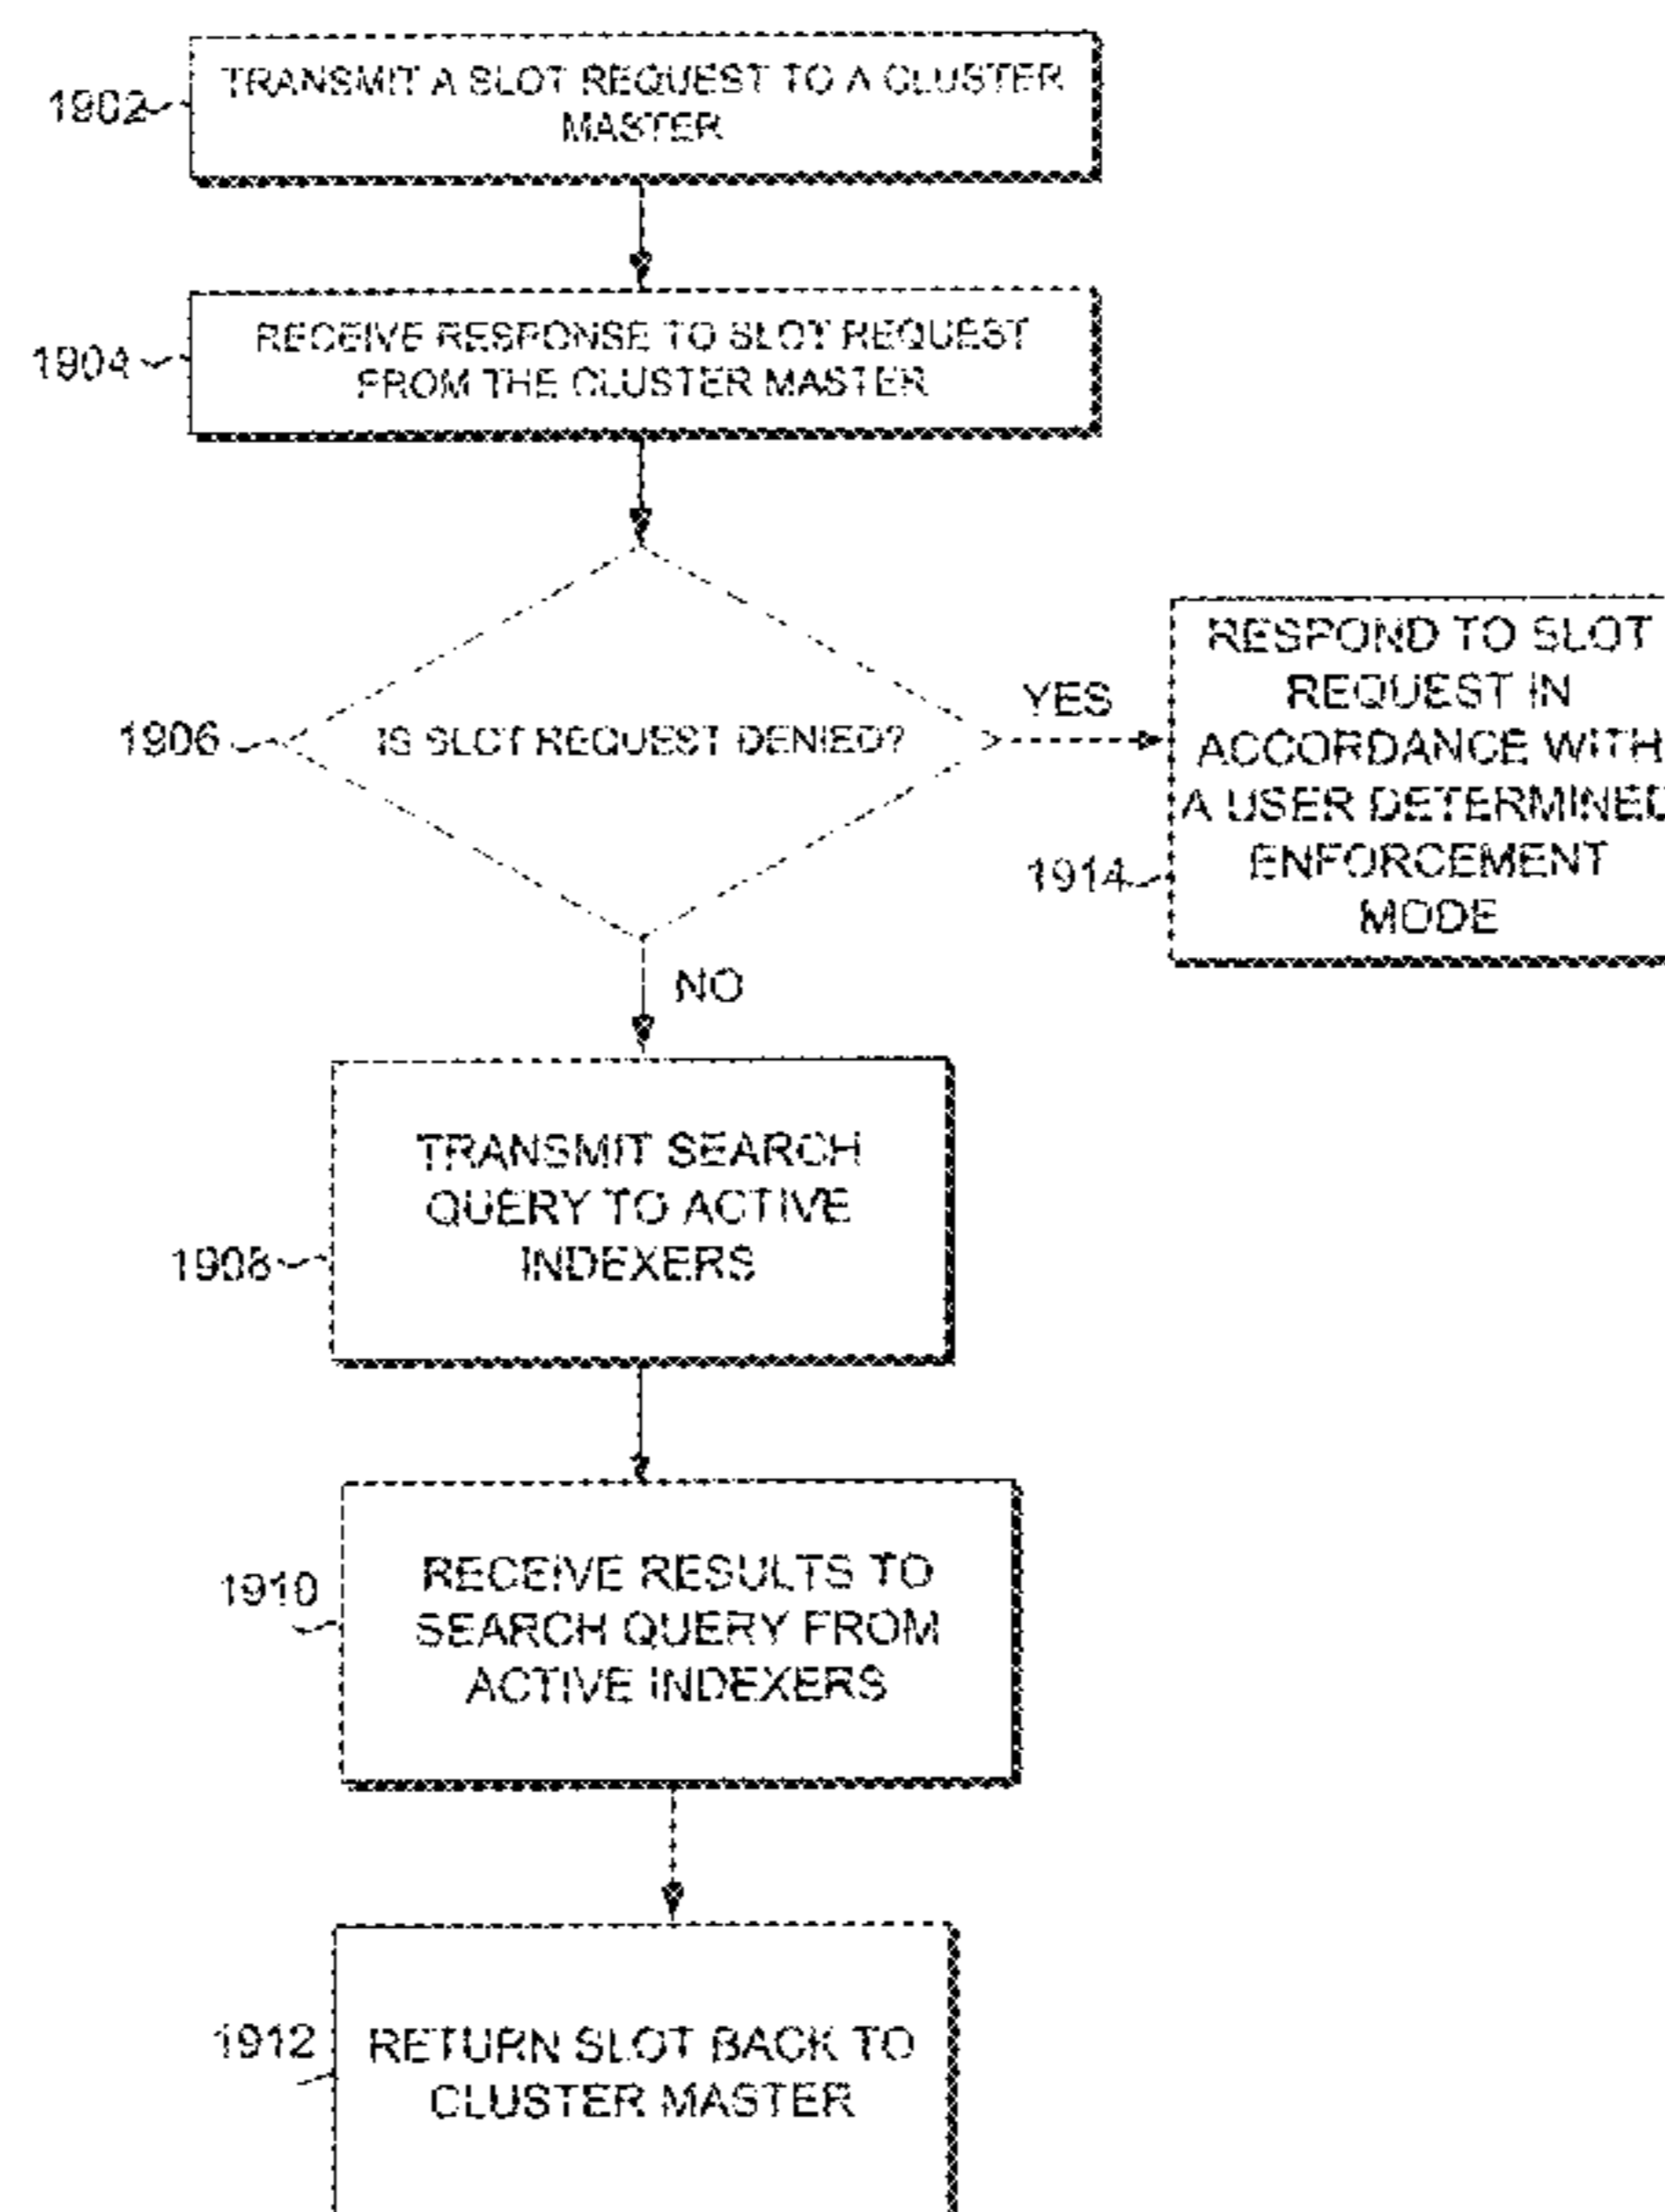 1902
TRANSMIT A SLOT REQUEST TO A CLUSTER
MASTER
1904
RECEIVE RESPONSE TO SLOT REQUEST
FROM THE CLUSTER MASTER
1906
IS SLOT REQUEST DENIED?
YES
RESPOND TO SLOT
REQUEST IN
ACCORDANCE WITH
A USER DETERMINED
ENFORCEMENT
MODE
1914
NO
1908
TRANSMIT SEARCH
QUERY TO ACTIVE
INDEXERS
1910
RECEIVE RESULTS TO
SEARCH QUERY FROM
ACTIVE INDEXERS
1912
RETURN SLOT BACK TO
CLUSTER MASTER